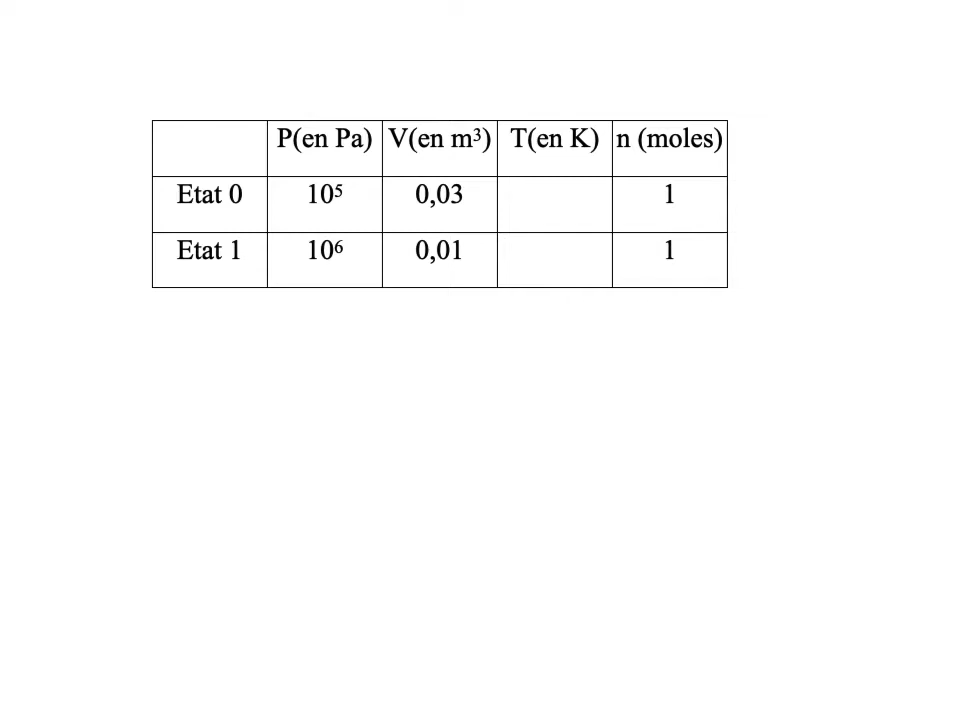 P(en Pa) V(en m³) T(en K) n (moles)
Etat 0 10⁵ 0,03 1
Etat 1 10⁶ 0,01 1